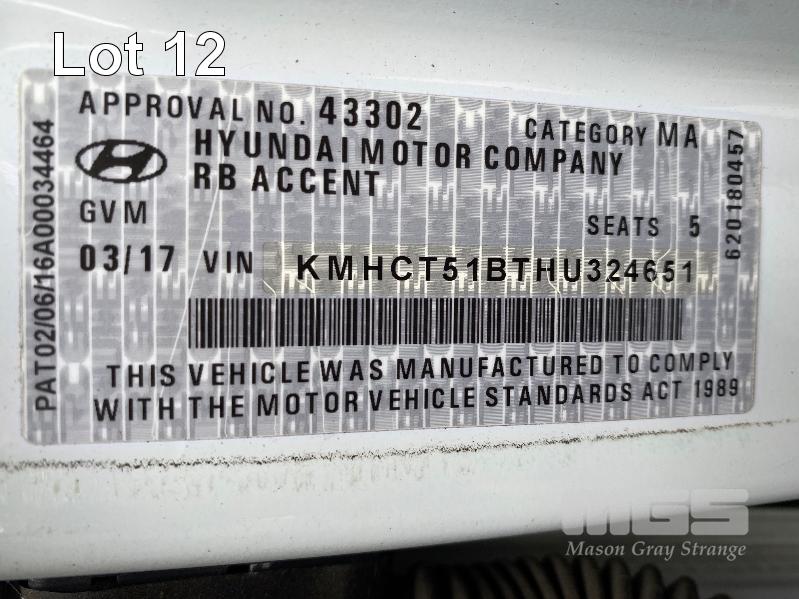 Lot 12
APPROVAL NO. 43302
CATEGORY MA
HYUNDAI MOTOR COMPANY
RB ACCENT
GVM
SEATS 5
03/17 VIN KMHCT51BTHU324651
THIS VEHICLE WAS MANUFACTURED TO COMPLY
WITH THE MOTOR VEHICLE STANDARDS ACT 1989
PAT02/06/16A00034464
620180457
MGS
Mason Gray Strange